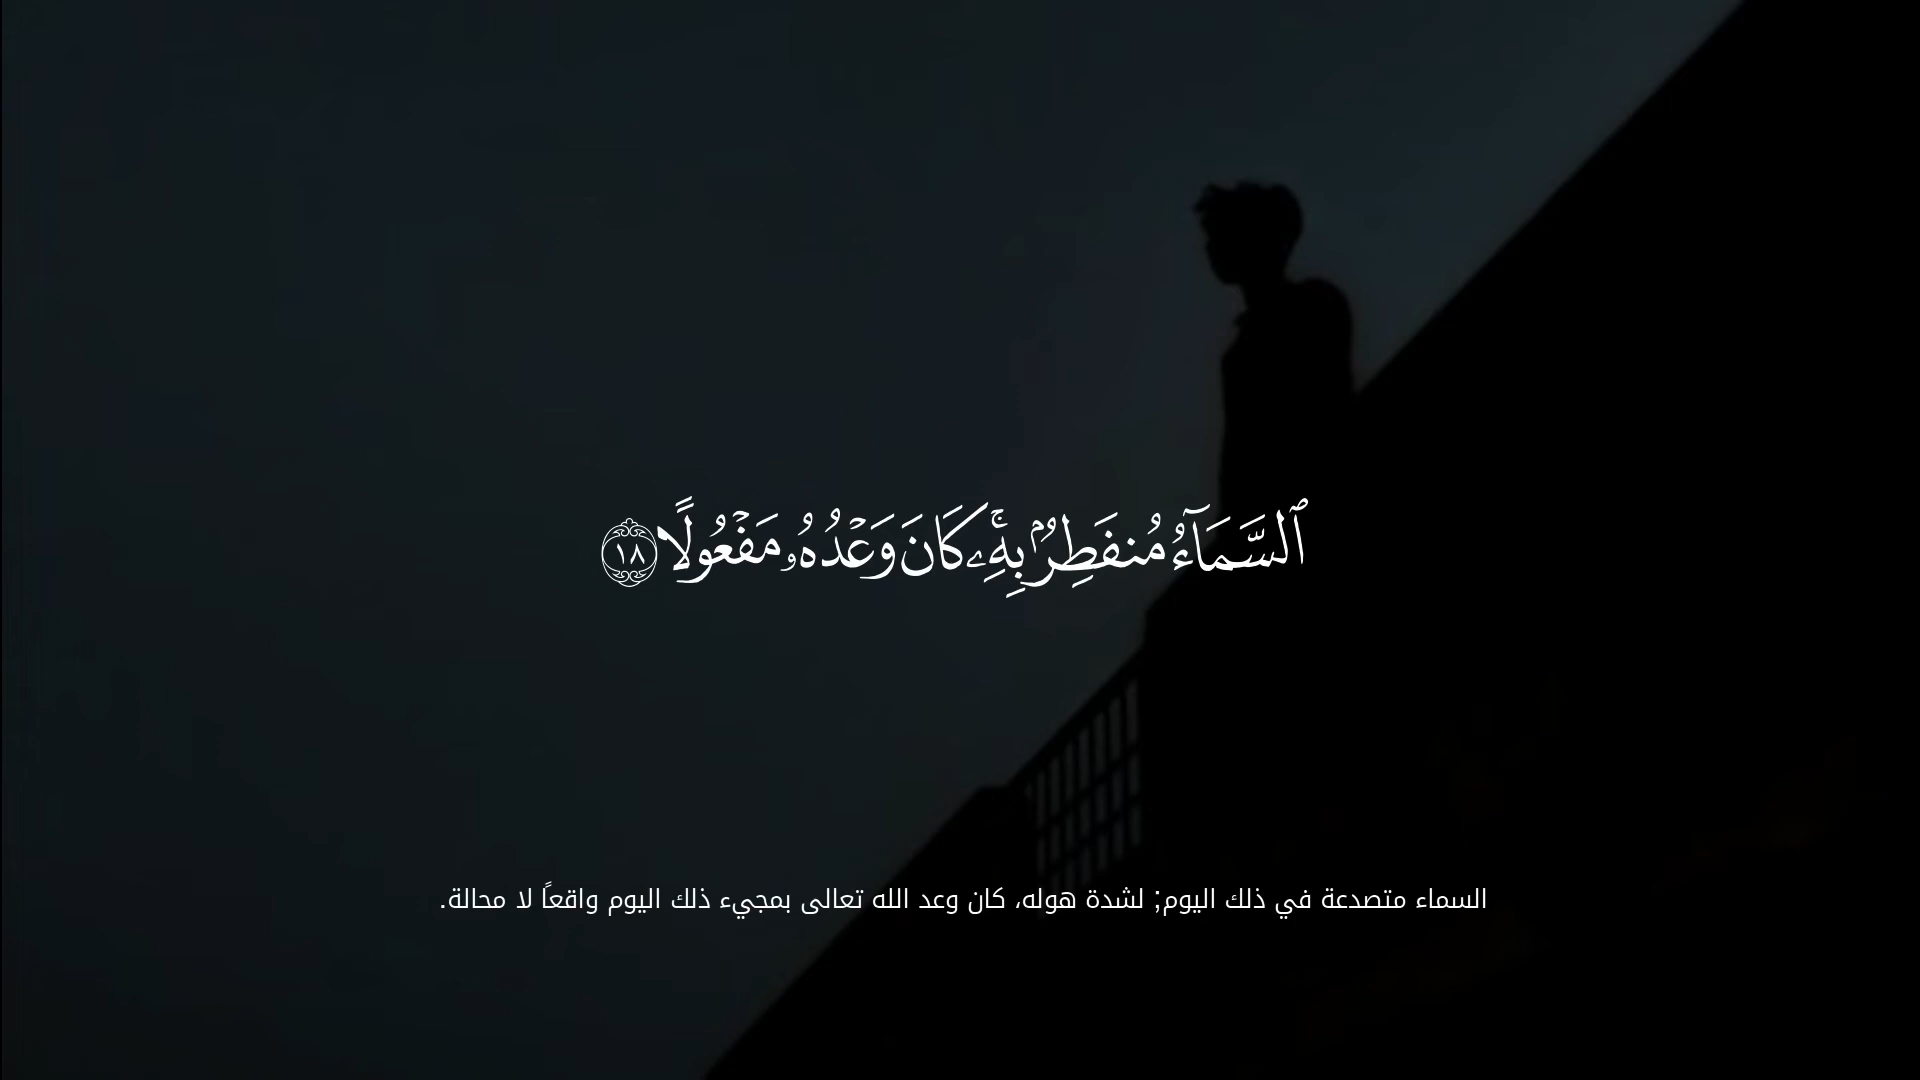 ٱلسَّمَآءُ مُنفَطِرٌۢ بِهِۦۚ كَانَ وَعۡدُهُۥ مَفۡعُولًا ١٨
السماء متصدعة في ذلك اليوم; لشدة هوله، كان وعد الله تعالى بمجيء ذلك اليوم واقعاً لا محالة.